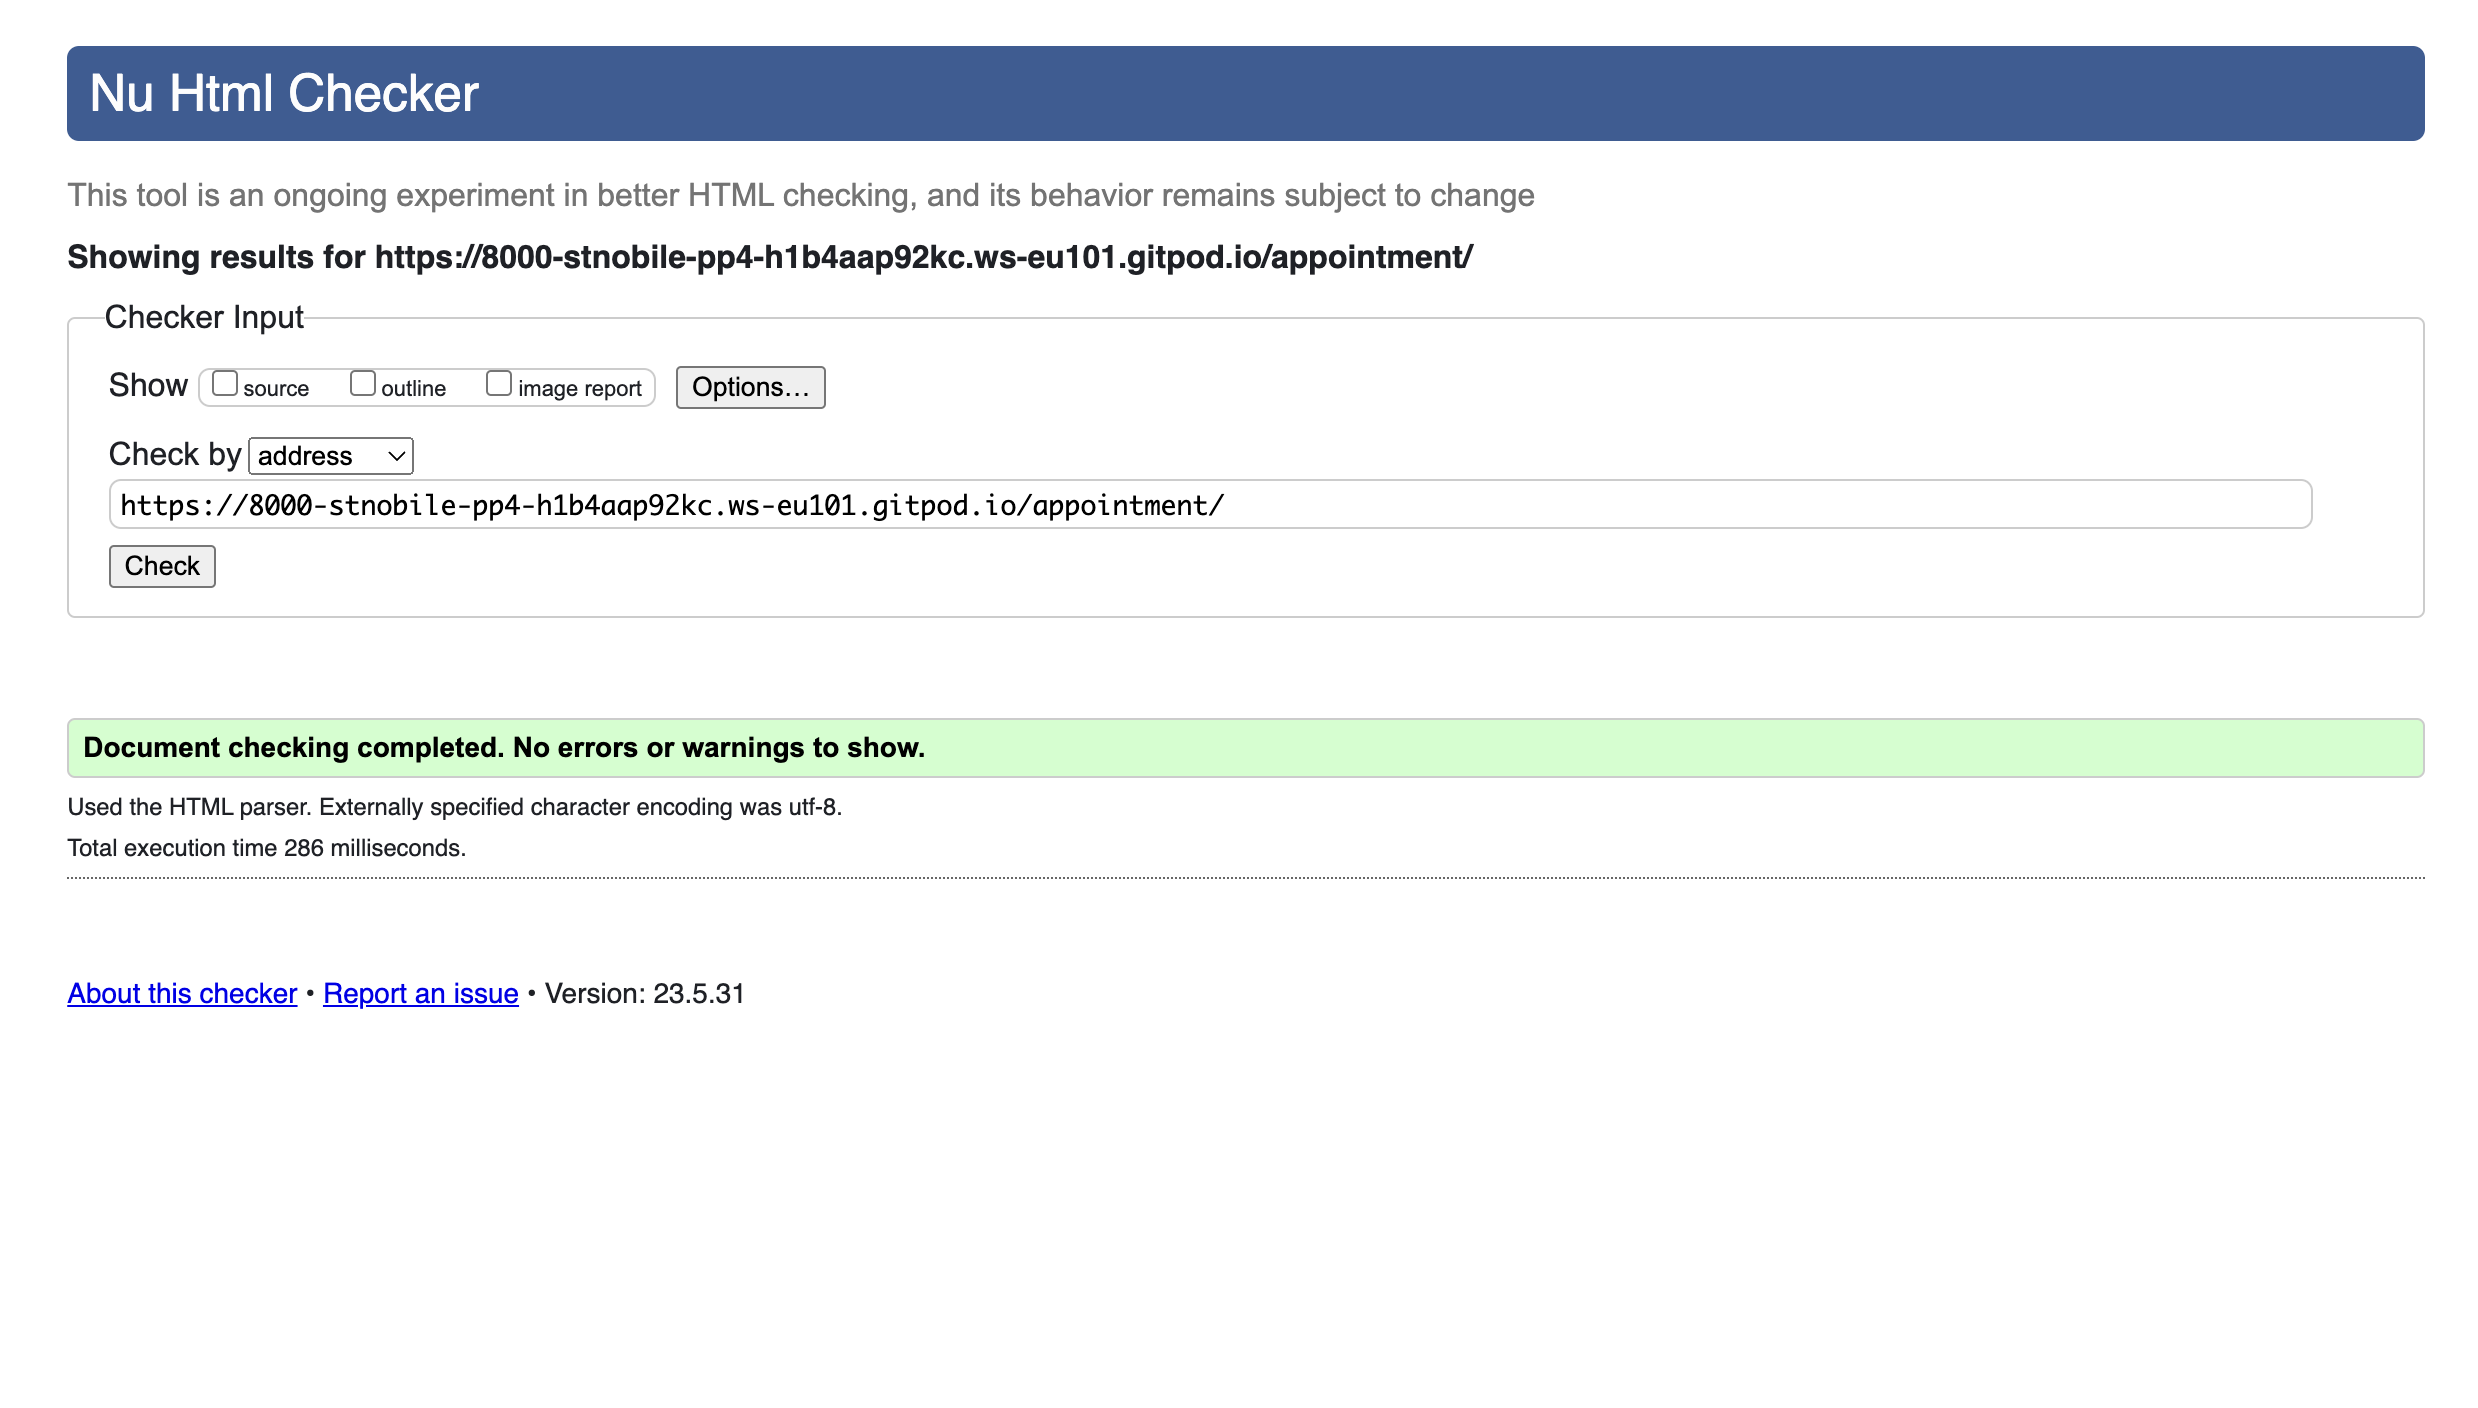 Nu Html Checker
This tool is an ongoing experiment in better HTML checking, and its behavior remains subject to change
Showing results for https://8000-stnobile-pp4-h1b4aap92kc.ws-eu101.gitpod.io/appointment/
Checker Input
Show source outline image report Options...
Check by address
https://8000-stnobile-pp4-h1b4aap92kc.ws-eu101.gitpod.io/appointment/
Check
Document checking completed. No errors or warnings to show.
Used the HTML parser. Externally specified character encoding was utf-8.
Total execution time 286 milliseconds.
About this checker • Report an issue • Version: 23.5.31